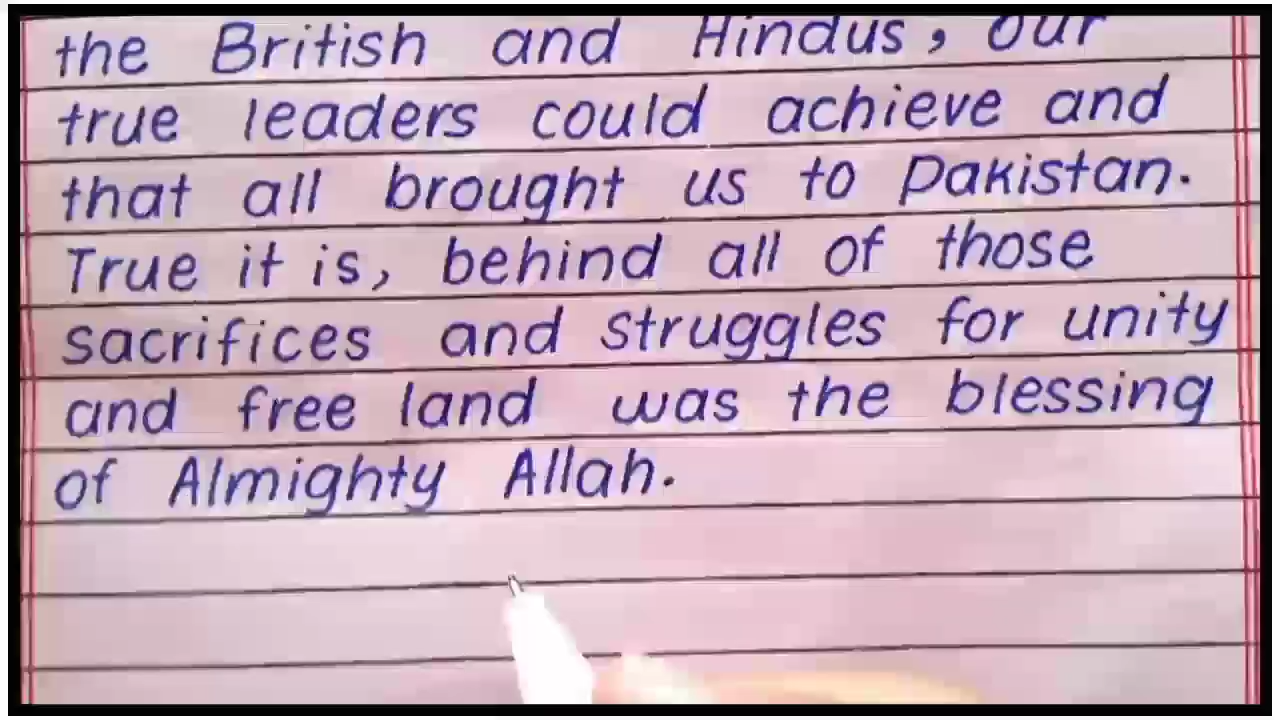 the British and Hindus, our
true leaders could achieve and
that all brought us to Pakistan.
True it is, behind all of those
sacrifices and struggles for unity
and free land was the blessing
of Almighty Allah.